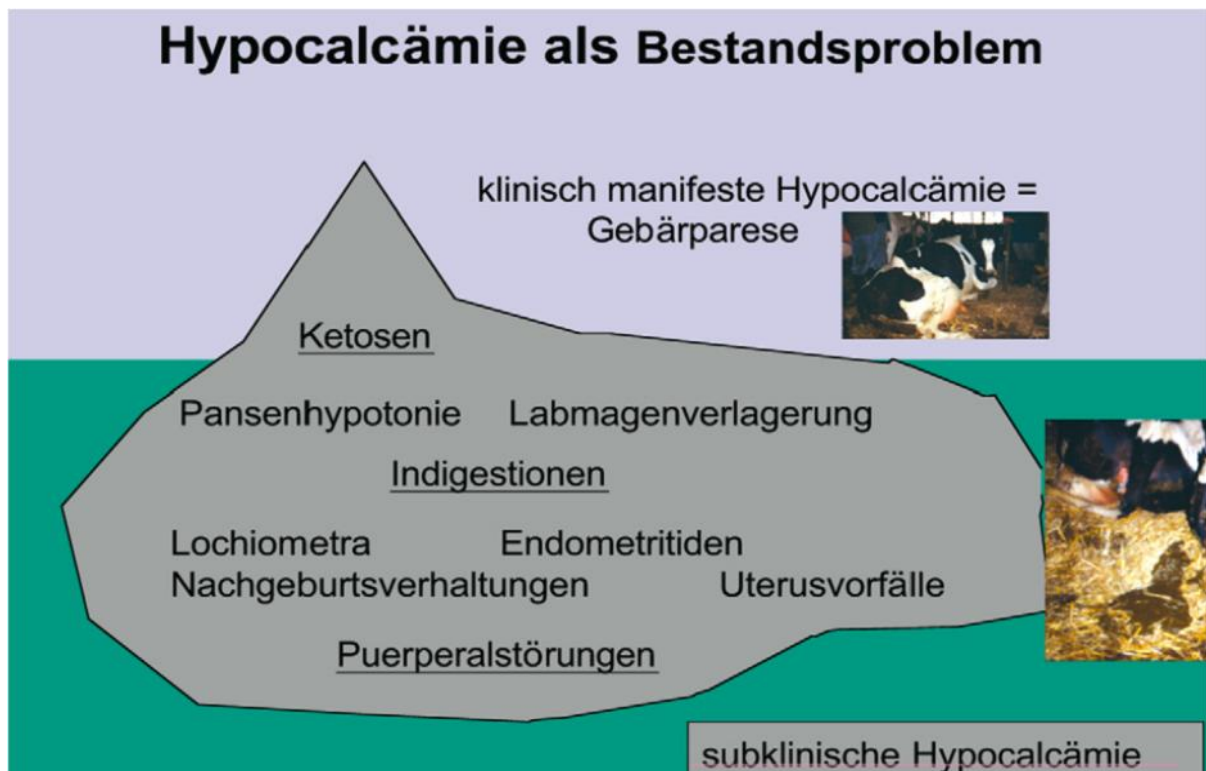 Hypocalcämie als Bestandsproblem
klinisch manifeste Hypocalcämie =
Gebärparese
Ketosen
Pansenhypotonie Labmagenverlagerung
Indigestionen
Lochiometra Endometritiden
Nachgeburtsverhaltungen Uterusvorfälle
Puerperalstörungen
subklinische Hypocalcämie